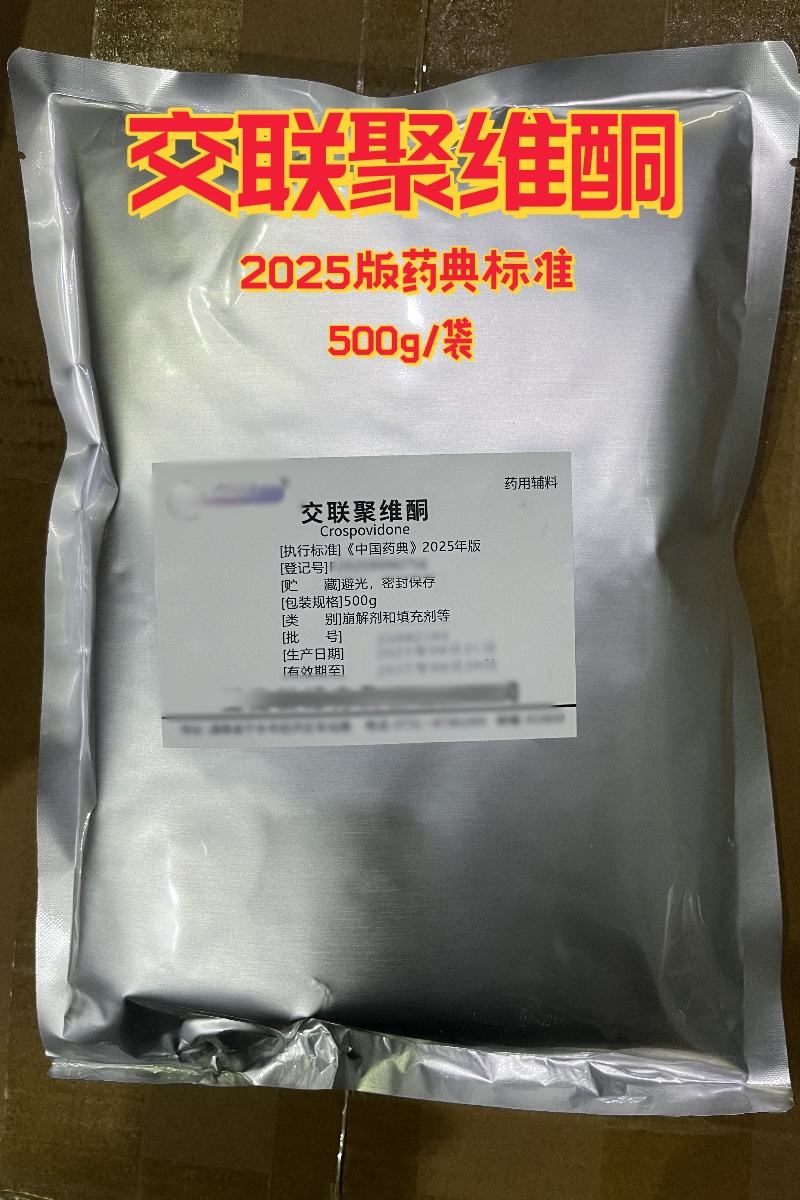 交联聚维酮
2025版药典标准
500g/袋
药用辅料
交联聚维酮
Crospovidone
[执行标准]《中国药典》2025年版
[登记号]
[贮　　藏]避光，密封保存
[包装规格]500g
[类　　别]崩解剂和填充剂等
[批　　号]
[生产日期]
[有效期至]